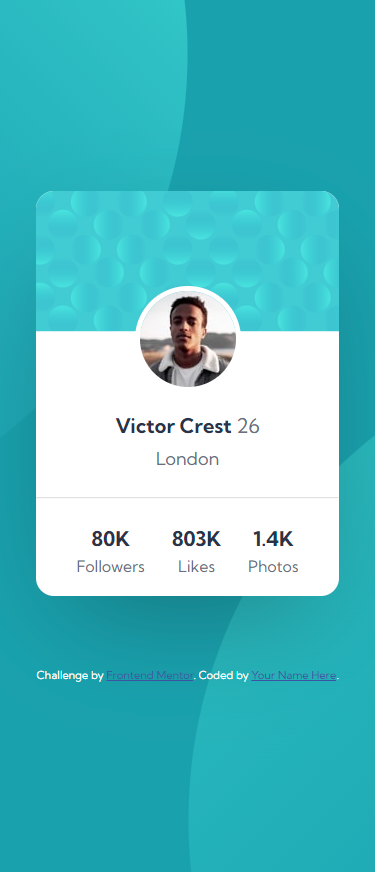 Victor Crest 26
London
80K 803K 1.4K
Followers Likes Photos
Challenge by Frontend Mentor. Coded by Your Name Here.